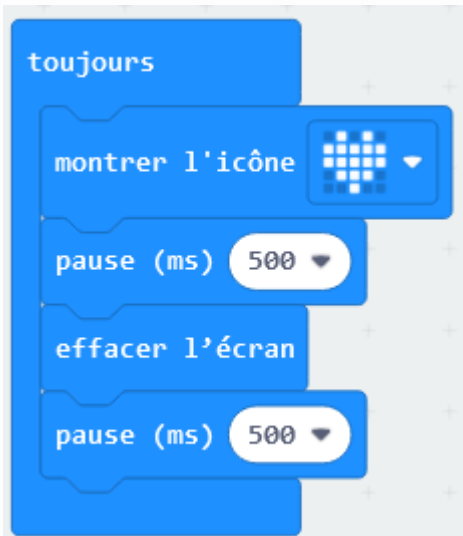 toujours
montrer l'icône
pause (ms) 500
effacer l’écran
pause (ms) 500